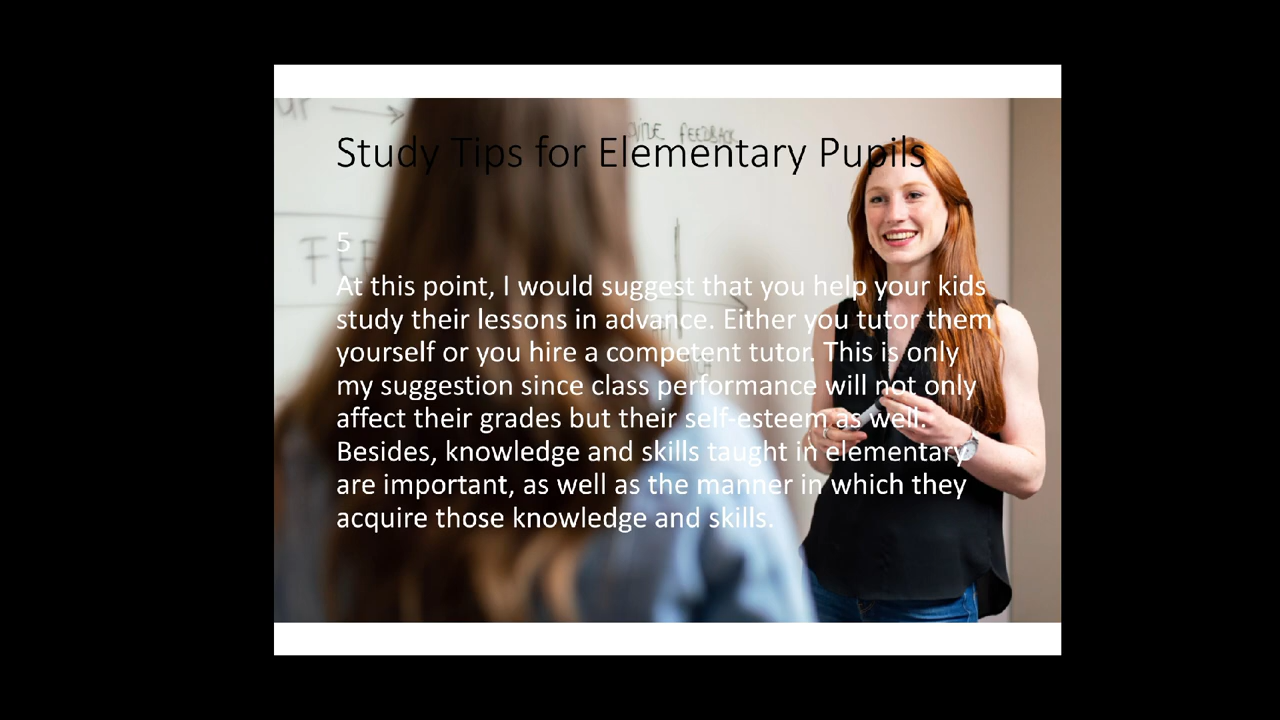 Study Tips for Elementary Pupils
5
At this point, I would suggest that you help your kids
study their lessons in advance. Either you tutor them
yourself or you hire a competent tutor. This is only
my suggestion since class performance will not only
affect their grades but their self-esteem as well.
Besides, knowledge and skills taught in elementary
are important, as well as the manner in which they
acquire those knowledge and skills.